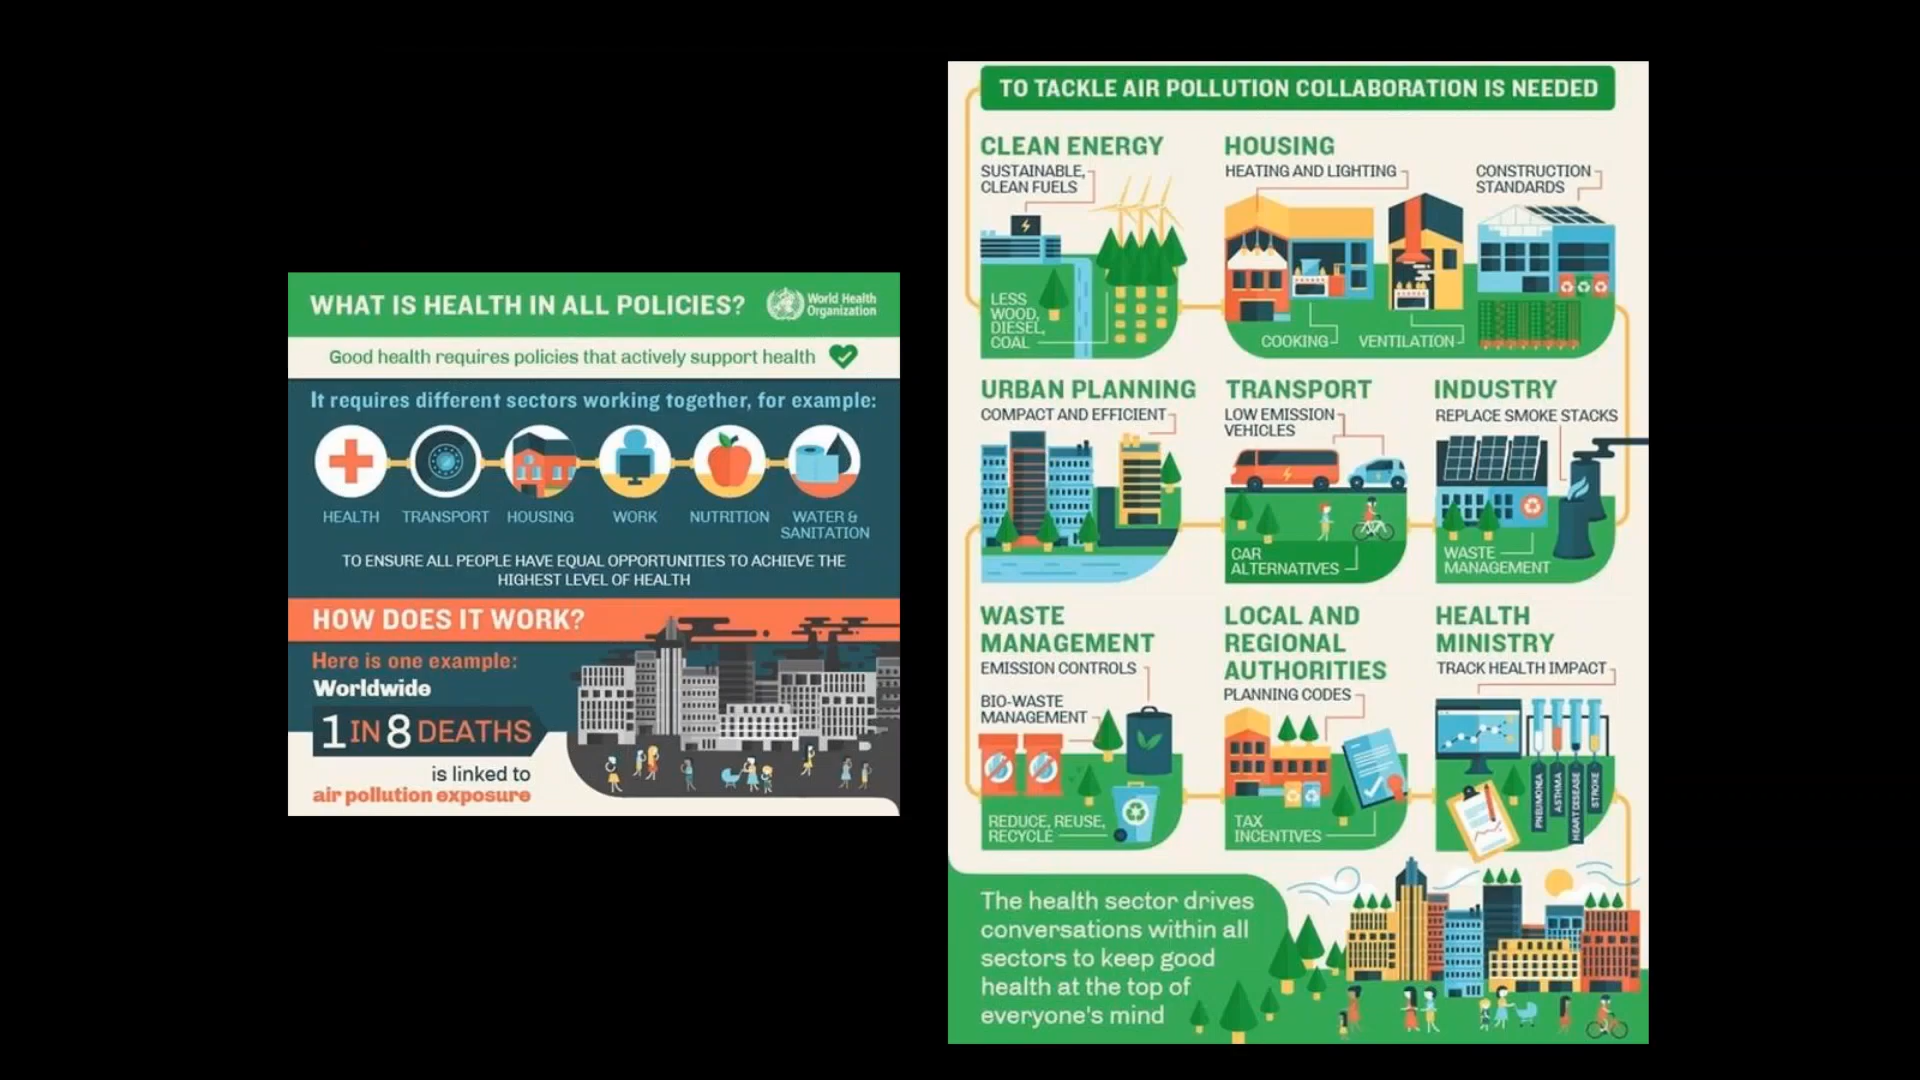 WHAT IS HEALTH IN ALL POLICIES?
World Health
Organization
Good health requires policies that actively support health
It requires different sectors working together, for example:
HEALTH
TRANSPORT
HOUSING
WORK
NUTRITION
WATER &
SANITATION
TO ENSURE ALL PEOPLE HAVE EQUAL OPPORTUNITIES TO ACHIEVE THE
HIGHEST LEVEL OF HEALTH
HOW DOES IT WORK?
Here is one example:
Worldwide
1 IN 8 DEATHS
is linked to
air pollution exposure
TO TACKLE AIR POLLUTION COLLABORATION IS NEEDED
CLEAN ENERGY
SUSTAINABLE,
CLEAN FUELS
LESS
WOOD,
DIESEL,
COAL
HOUSING
HEATING AND LIGHTING
CONSTRUCTION
STANDARDS
COOKING
VENTILATION
URBAN PLANNING
COMPACT AND EFFICIENT
TRANSPORT
LOW EMISSION
VEHICLES
CAR
ALTERNATIVES
INDUSTRY
REPLACE SMOKE STACKS
WASTE
MANAGEMENT
WASTE
MANAGEMENT
EMISSION CONTROLS
BIO-WASTE
MANAGEMENT
REDUCE, REUSE,
RECYCLE
LOCAL AND
REGIONAL
AUTHORITIES
PLANNING CODES
TAX
INCENTIVES
HEALTH
MINISTRY
TRACK HEALTH IMPACT
PNEUMONIA
ASTHMA
HEART DISEASE
STROKE
The health sector drives
conversations within all
sectors to keep good
health at the top of
everyone's mind